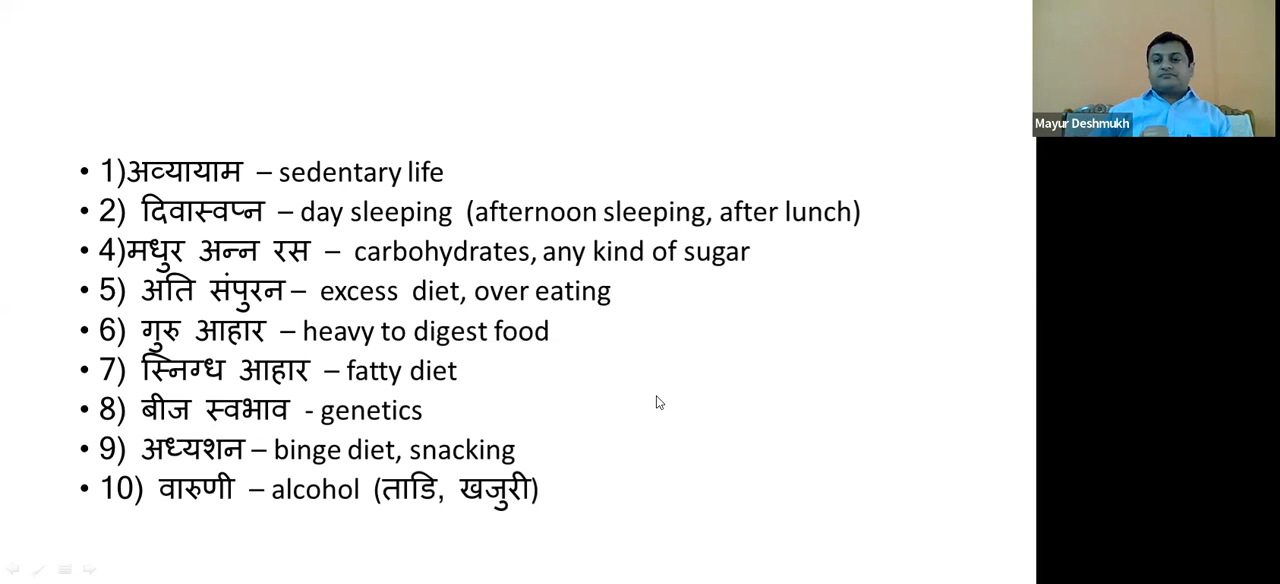 • 1)अव्यायाम – sedentary life
• 2) दिवास्वप्न – day sleeping (afternoon sleeping, after lunch)
• 4)मधुर अन्न रस – carbohydrates, any kind of sugar
• 5) अति संपुरन – excess diet, over eating
• 6) गुरु आहार – heavy to digest food
• 7) स्निग्ध आहार – fatty diet
• 8) बीज स्वभाव - genetics
• 9) अध्यशन – binge diet, snacking
• 10) वारुणी – alcohol (ताडि, खजुरी)
Mayur Deshmukh